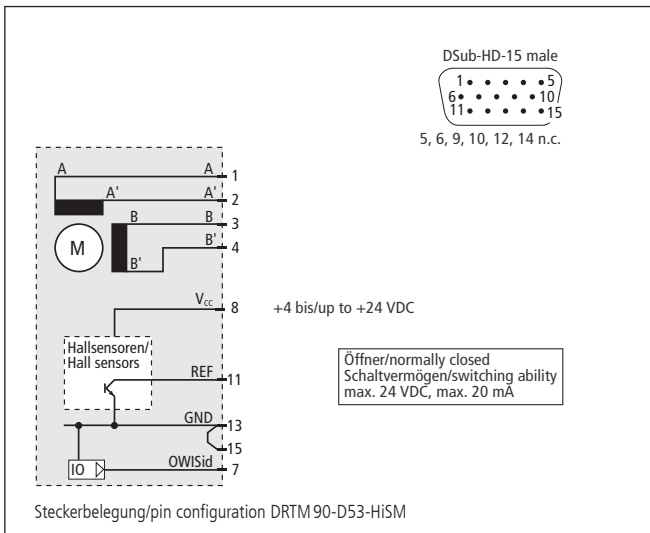 DSub-HD-15 male
1 5
6 10
11 15
5, 6, 9, 10, 12, 14 n.c.
A A 1
A' A' 2
B B 3
B' B' 4
M
Vcc 8 +4 bis/up to +24 VDC
Hallsensoren/
Hall sensors
REF 11
Öffner/normally closed
Schaltvermögen/switching ability
max. 24 VDC, max. 20 mA
GND 13
15
IO OWISid 7
Steckerbelegung/pin configuration DRTM 90-D53-HiSM